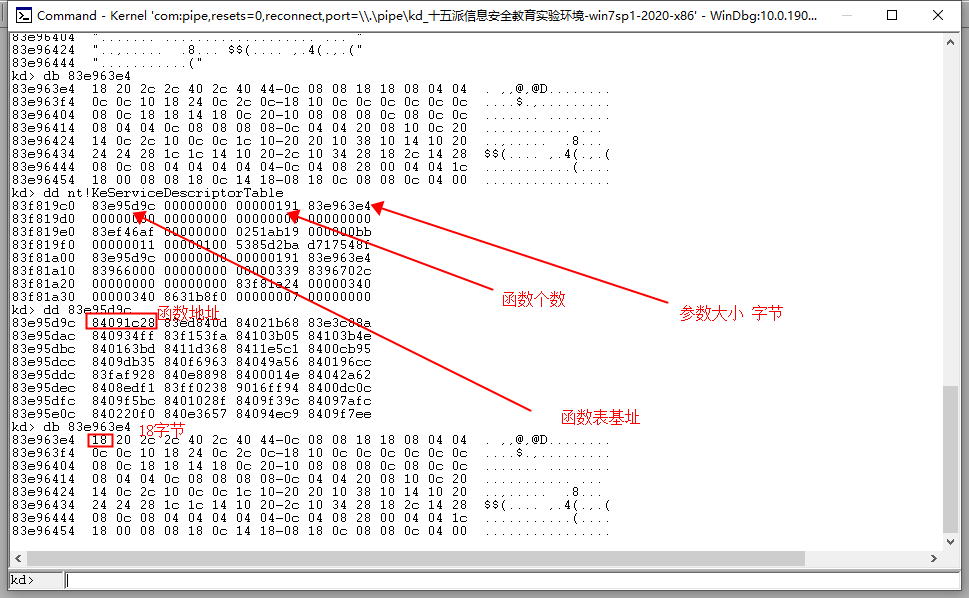 Command - Kernel 'com:pipe,resets=0,reconnect,port=\\.\pipe\kd_十五派信息安全教育实验环境-win7sp1-2020-x86' - WinDbg:10.0.190...
83e96404  "....... ..................... ... "
83e96424  "..,.....  .8... $$(.... ,.4(.,.("
83e96444  "...........("
kd> db 83e963e4
83e963e4  18 20 2c 2c 40 2c 40 44-0c 08 08 18 18 08 04 04  . ,,@,@D........
83e963f4  0c 0c 10 18 24 0c 2c 0c-18 10 0c 0c 0c 0c 0c 0c  ....$.,.........
83e96404  08 0c 18 18 14 18 0c 20-10 08 08 08 0c 08 0c 0c  ....... ........
83e96414  08 04 04 0c 08 08 08 08-0c 04 04 20 08 10 0c 20  ........... ... 
83e96424  14 0c 2c 10 0c 0c 1c 10-20 20 10 38 10 14 10 20  ..,.....  .8... 
83e96434  24 24 28 1c 1c 14 10 20-2c 10 34 28 18 2c 14 28  $$(.... ,.4(.,.(
83e96444  08 0c 08 04 04 04 04 04-0c 04 08 28 00 04 04 1c  ...........(....
83e96454  18 00 08 08 18 0c 14 18-08 18 0c 08 08 0c 04 00  ................
kd> dd nt!KeServiceDescriptorTable
83f819c0  83e95d9c 00000000 00000191 83e963e4
83f819d0  00000000 00000000 00000000 00000000
83f819e0  83ef46af 00000000 0251ab19 000000bb
83f819f0  00000011 00000100 5385d2ba d717548f
83f81a00  83e95d9c 00000000 00000191 83e963e4
83f81a10  83966000 00000000 00000339 8396702c
83f81a20  00000000 00000000 83f81a24 00000340
83f81a30  00000340 8631b8f0 00000007 00000000
函数个数
参数大小 字节
kd> dd 83e95d9c
函数地址
83e95d9c  84091c28 83ed840d 84021b68 83e3c88a
83e95dac  840934ff 83f153fa 84103b05 84103b4e
83e95dbc  840163bd 8411d368 8411e5c1 8400cb95
83e95dcc  8409db35 840f6963 84049a56 840196cc
83e95ddc  83faf928 840e8898 8400014e 84042a62
83e95dec  8408edf1 83ff0238 9016ff94 8400dc0c
83e95dfc  8409f5bc 8401028f 8409f39c 84097afc
83e95e0c  840220f0 840e3657 84094ec9 8409f7ee
函数表基址
kd> db 83e963e4
18字节
83e963e4  18 20 2c 2c 40 2c 40 44-0c 08 08 18 18 08 04 04  . ,,@,@D........
83e963f4  0c 0c 10 18 24 0c 2c 0c-18 10 0c 0c 0c 0c 0c 0c  ....$.,.........
83e96404  08 0c 18 18 14 18 0c 20-10 08 08 08 0c 08 0c 0c  ....... ........
83e96414  08 04 04 0c 08 08 08 08-0c 04 04 20 08 10 0c 20  ........... ... 
83e96424  14 0c 2c 10 0c 0c 1c 10-20 20 10 38 10 14 10 20  ..,.....  .8... 
83e96434  24 24 28 1c 1c 14 10 20-2c 10 34 28 18 2c 14 28  $$(.... ,.4(.,.(
83e96444  08 0c 08 04 04 04 04 04-0c 04 08 28 00 04 04 1c  ...........(....
83e96454  18 00 08 08 18 0c 14 18-08 18 0c 08 08 0c 04 00  ................
kd>